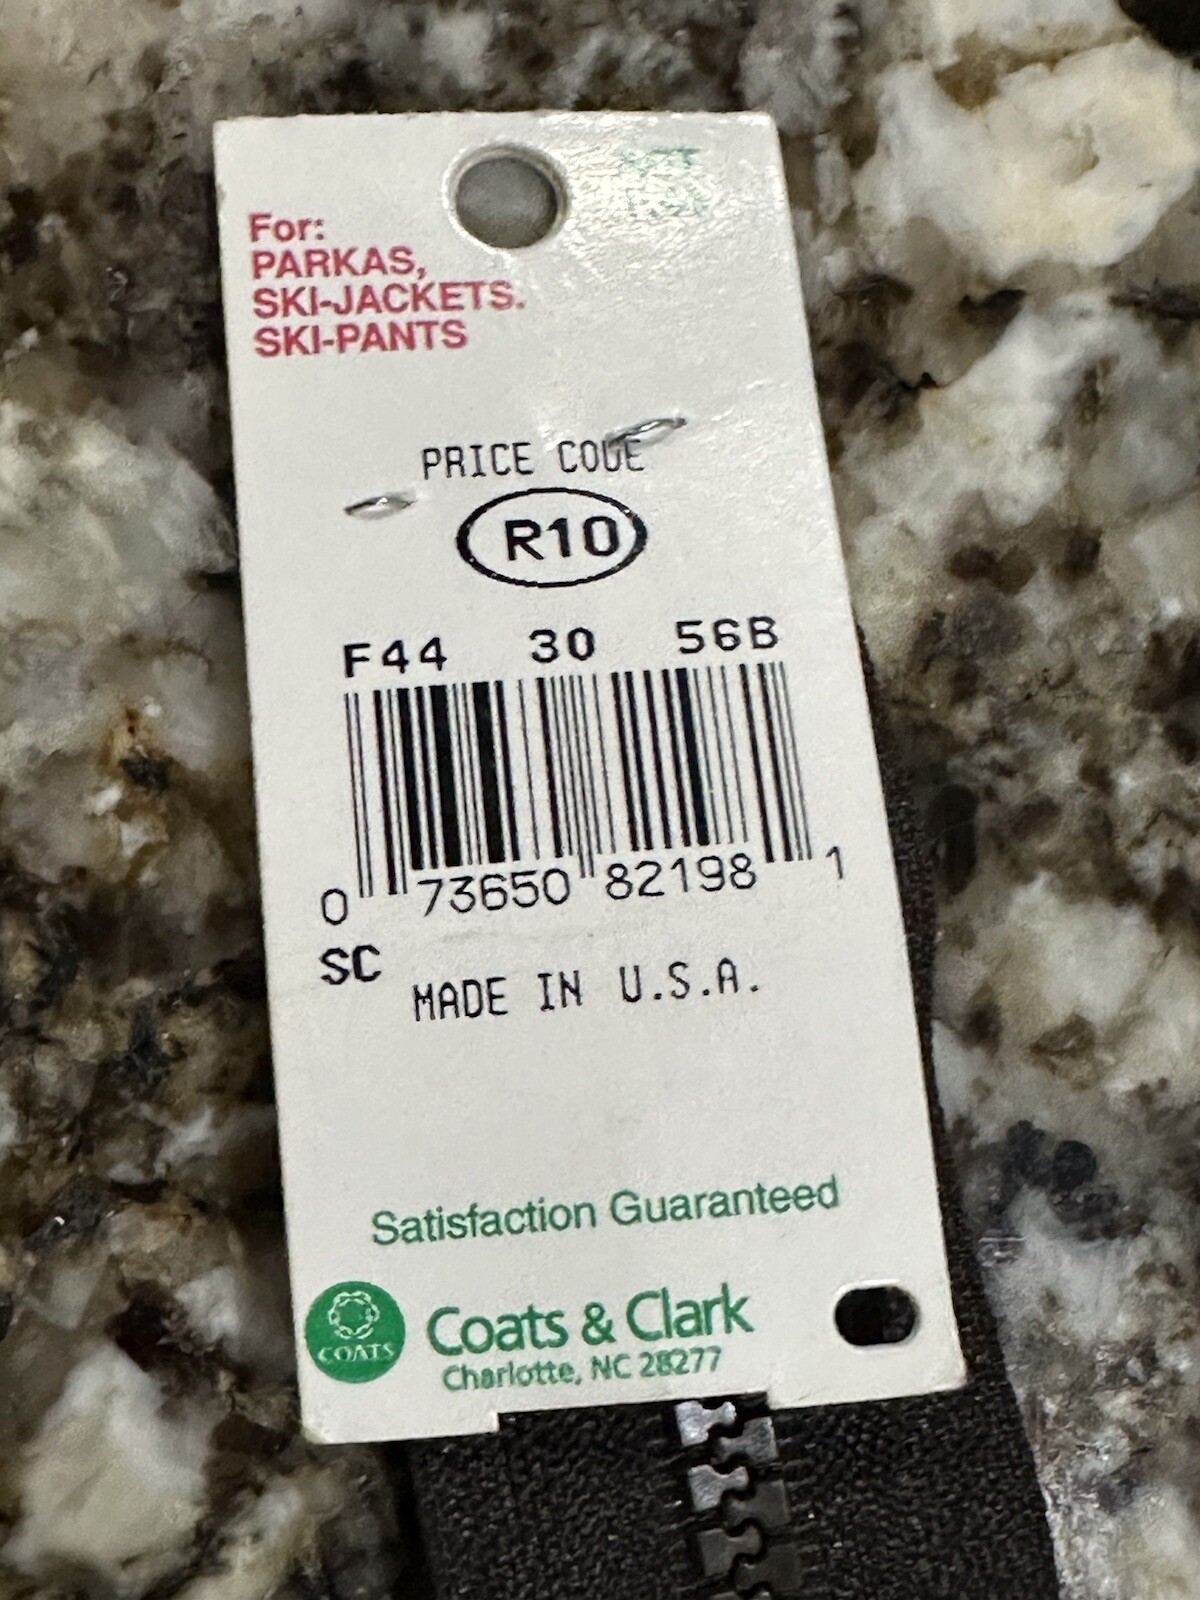 For:
PARKAS,
SKI-JACKETS.
SKI-PANTS
PRICE CODE
R10
F44 30 56B
0 73650 82198 1
SC
MADE IN U.S.A.
Satisfaction Guaranteed
COATS
Coats & Clark
Charlotte, NC 28277